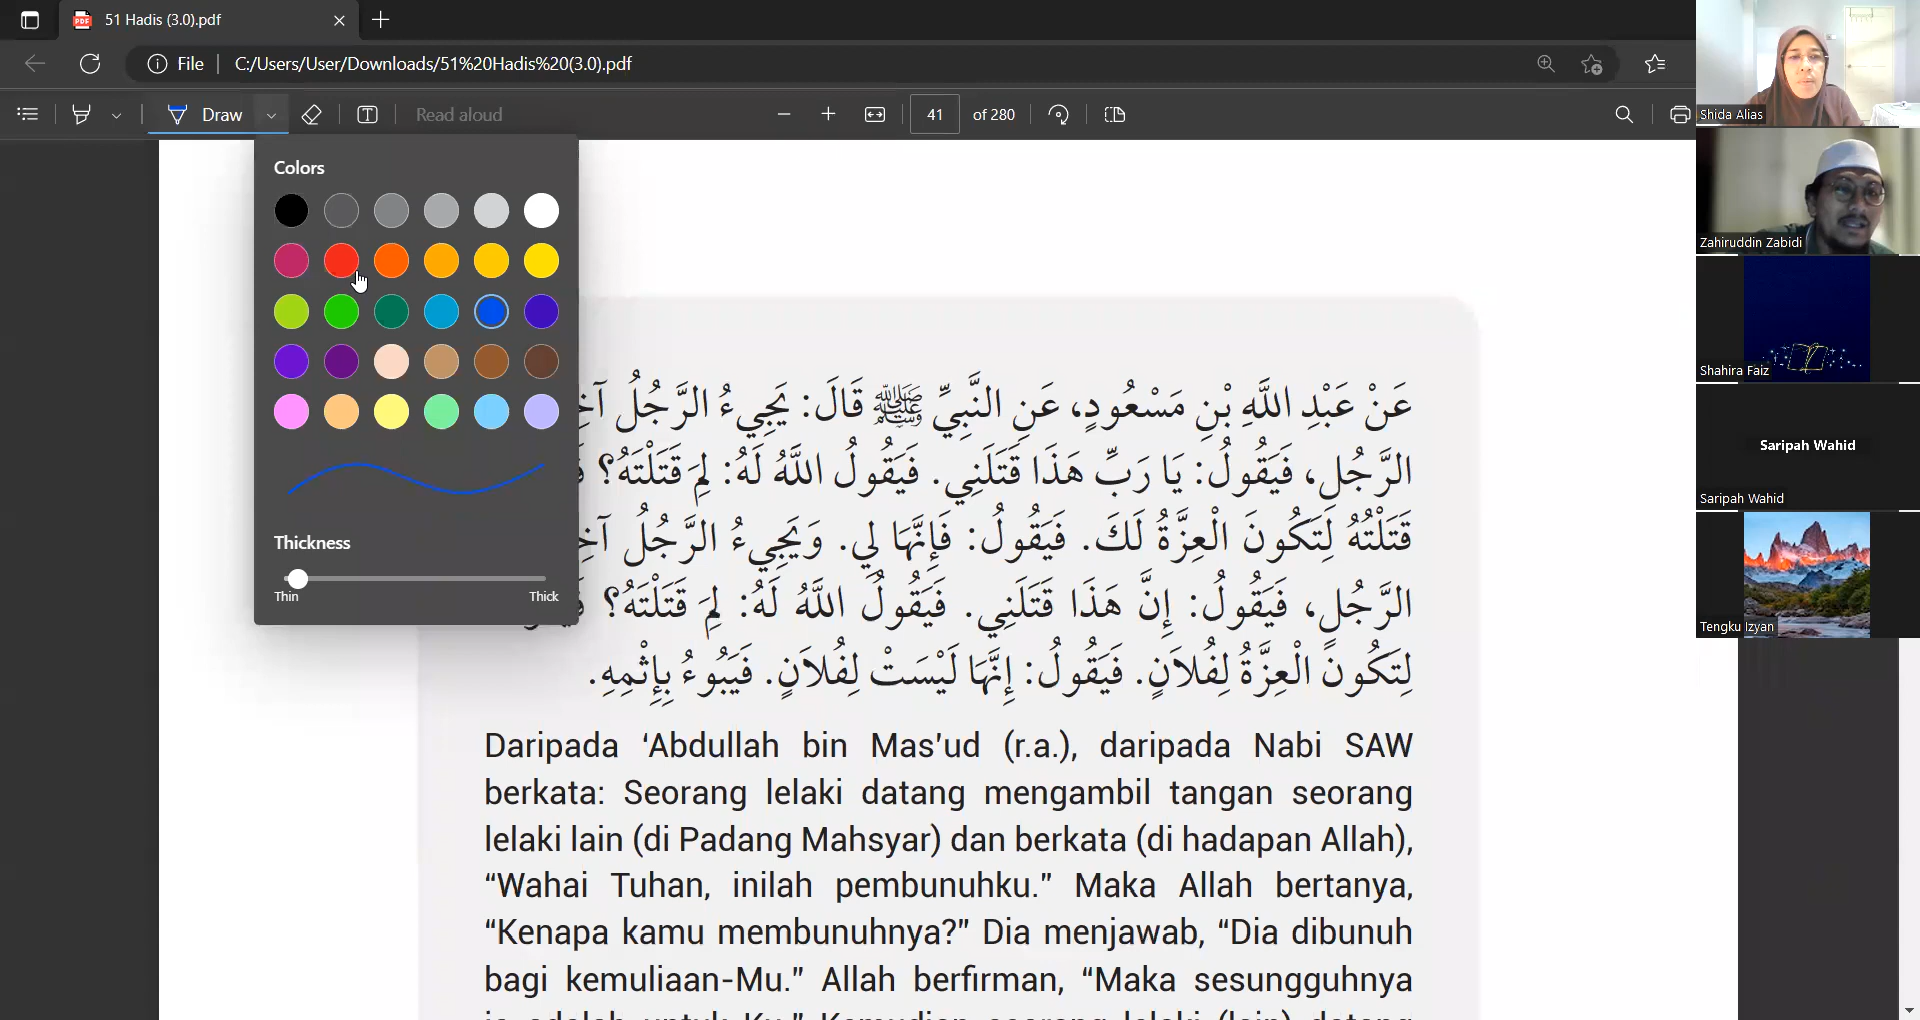 51 Hadis (3.0).pdf
File
C:/Users/User/Downloads/51%20Hadis%20(3.0).pdf
Draw
Read aloud
41
of 280
Colors
Thickness
Thin
Thick
عَنْ عَبْدِ اللَّهِ بْنِ مَسْعُودٍ، عَنِ النَّبِيِّ ﷺ قَالَ: يَجِيءُ الرَّجُلُ
الرَّجُلِ، فَيَقُولُ: يَا رَبِّ هَذَا قَتَلَنِي. فَيَقُولُ اللَّهُ لَهُ: لِمَ قَتَلْتَهُ؟
قَتَلْتُهُ لِتَكُونَ الْعِزَّةُ لَكَ. فَيَقُولُ: فَإِنَّهَا لِي. وَيَجِيءُ الرَّجُلُ
الرَّجُلِ، فَيَقُولُ: إِنَّ هَذَا قَتَلَنِي. فَيَقُولُ اللَّهُ لَهُ: لِمَ قَتَلْتَهُ؟
لِتَكُونَ الْعِزَّةُ لِفُلاَنٍ. فَيَقُولُ: إِنَّهَا لَيْسَتْ لِفُلاَنٍ. فَيَبُوءُ بِإِثْمِهِ.
Daripada ‘Abdullah bin Mas’ud (r.a.), daripada Nabi SAW
berkata: Seorang lelaki datang mengambil tangan seorang
lelaki lain (di Padang Mahsyar) dan berkata (di hadapan Allah),
“Wahai Tuhan, inilah pembunuhku.” Maka Allah bertanya,
“Kenapa kamu membunuhnya?” Dia menjawab, “Dia dibunuh
bagi kemuliaan-Mu.” Allah berfirman, “Maka sesungguhnya
Shida Alias
Zahiruddin Zabidi
Shahira Faiz
Saripah Wahid
Saripah Wahid
Tengku Izyan